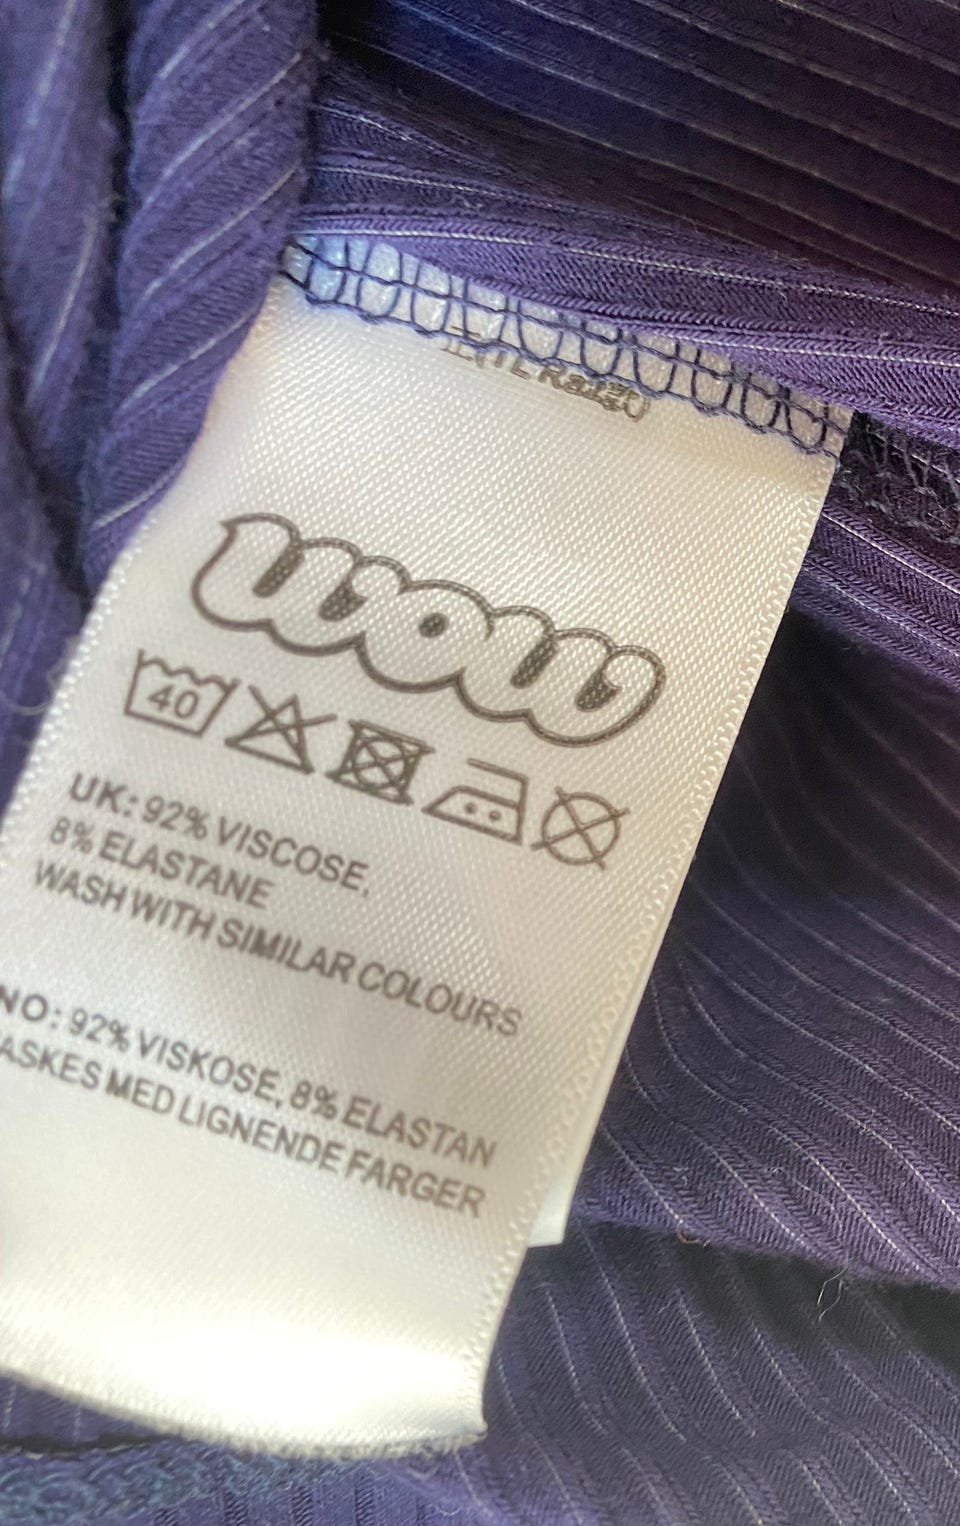 wow
40
UK: 92% VISCOSE,
8% ELASTANE
WASH WITH SIMILAR COLOURS
NO: 92% VISKOSE, 8% ELASTAN
ASKES MED LIGNENDE FARGER